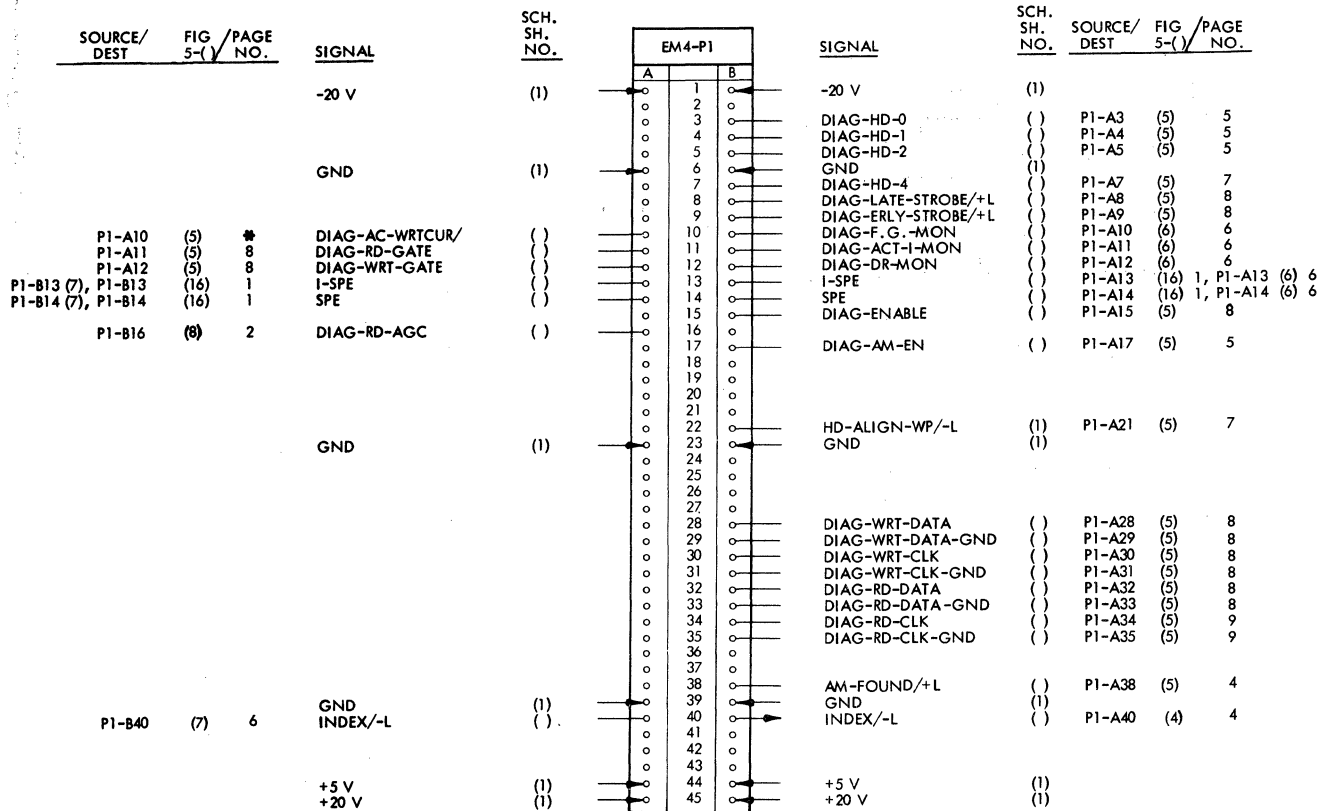 SOURCE/ DEST FIG 5-( ) / PAGE NO. SIGNAL SCH. SH. NO. EM4-P1 SIGNAL SCH. SH. NO. SOURCE/ DEST FIG 5-( ) / PAGE NO.
A B
-20 V (1) 1 -20 V (1)
2
3 DIAG-HD-0 ( ) P1-A3 (5) 5
4 DIAG-HD-1 ( ) P1-A4 (5) 5
5 DIAG-HD-2 ( ) P1-A5 (5) 5
GND (1) 6 GND (1)
7 DIAG-HD-4 ( ) P1-A7 (5) 7
8 DIAG-LATE-STROBE/+L ( ) P1-A8 (5) 8
9 DIAG-ERLY-STROBE/+L ( ) P1-A9 (5) 8
P1-A10 (5) * DIAG-AC-WRTCUR/ ( ) 10 DIAG-F.G.-MON ( ) P1-A10 (6) 6
P1-A11 (5) 8 DIAG-RD-GATE ( ) 11 DIAG-ACT-I-MON ( ) P1-A11 (6) 6
P1-A12 (5) 8 DIAG-WRT-GATE ( ) 12 DIAG-DR-MON ( ) P1-A12 (6) 6
P1-B13 (7), P1-B13 (16) 1 I-SPE ( ) 13 I-SPE ( ) P1-A13 (16) 1, P1-A13 (6) 6
P1-B14 (7), P1-B14 (16) 1 SPE ( ) 14 SPE ( ) P1-A14 (16) 1, P1-A14 (6) 6
15 DIAG-ENABLE ( ) P1-A15 (5) 8
P1-B16 (8) 2 DIAG-RD-AGC ( ) 16
17 DIAG-AM-EN ( ) P1-A17 (5) 5
18
19
20
21
22 HD-ALIGN-WP/-L (1) P1-A21 (5) 7
GND (1) 23 GND (1)
24
25
26
27
28 DIAG-WRT-DATA ( ) P1-A28 (5) 8
29 DIAG-WRT-DATA-GND ( ) P1-A29 (5) 8
30 DIAG-WRT-CLK ( ) P1-A30 (5) 8
31 DIAG-WRT-CLK-GND ( ) P1-A31 (5) 8
32 DIAG-RD-DATA ( ) P1-A32 (5) 8
33 DIAG-RD-DATA-GND ( ) P1-A33 (5) 8
34 DIAG-RD-CLK ( ) P1-A34 (5) 9
35 DIAG-RD-CLK-GND ( ) P1-A35 (5) 9
36
37
38 AM-FOUND/+L ( ) P1-A38 (5) 4
GND (1) 39 GND (1)
P1-B40 (7) 6 INDEX/-L ( ) 40 INDEX/-L ( ) P1-A40 (4) 4
41
42
43
+5 V (1) 44 +5 V (1)
+20 V (1) 45 +20 V (1)